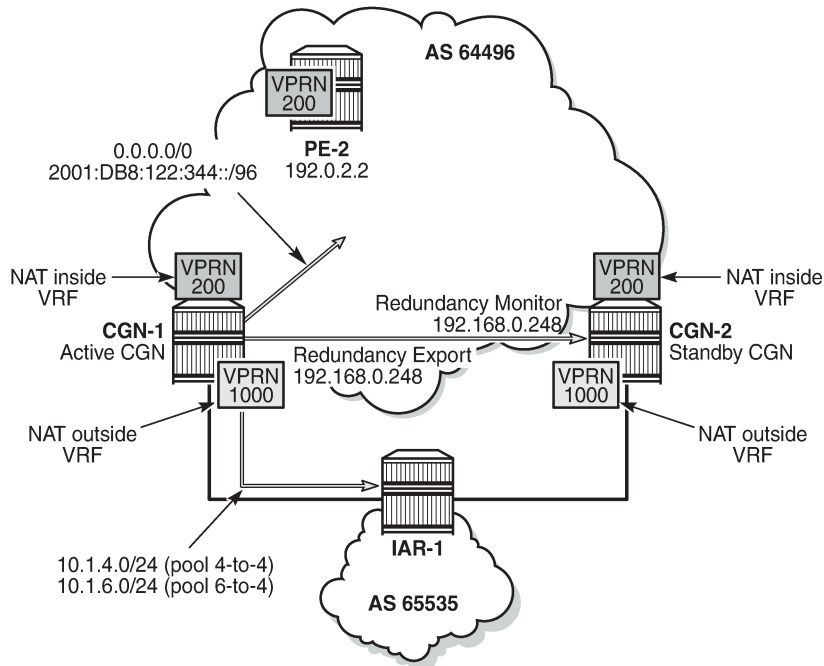 AS 64496
VPRN
200
PE-2
192.0.2.2
0.0.0.0/0
2001:DB8:122:344::/96
NAT inside
VRF
VPRN
200
CGN-1
Active CGN
VPRN
1000
Redundancy Monitor
192.168.0.248
Redundancy Export
192.168.0.248
VPRN
200
NAT inside
VRF
CGN-2
Standby CGN
VPRN
1000
NAT outside
VRF
NAT outside
VRF
10.1.4.0/24 (pool 4-to-4)
10.1.6.0/24 (pool 6-to-4)
IAR-1
AS 65535